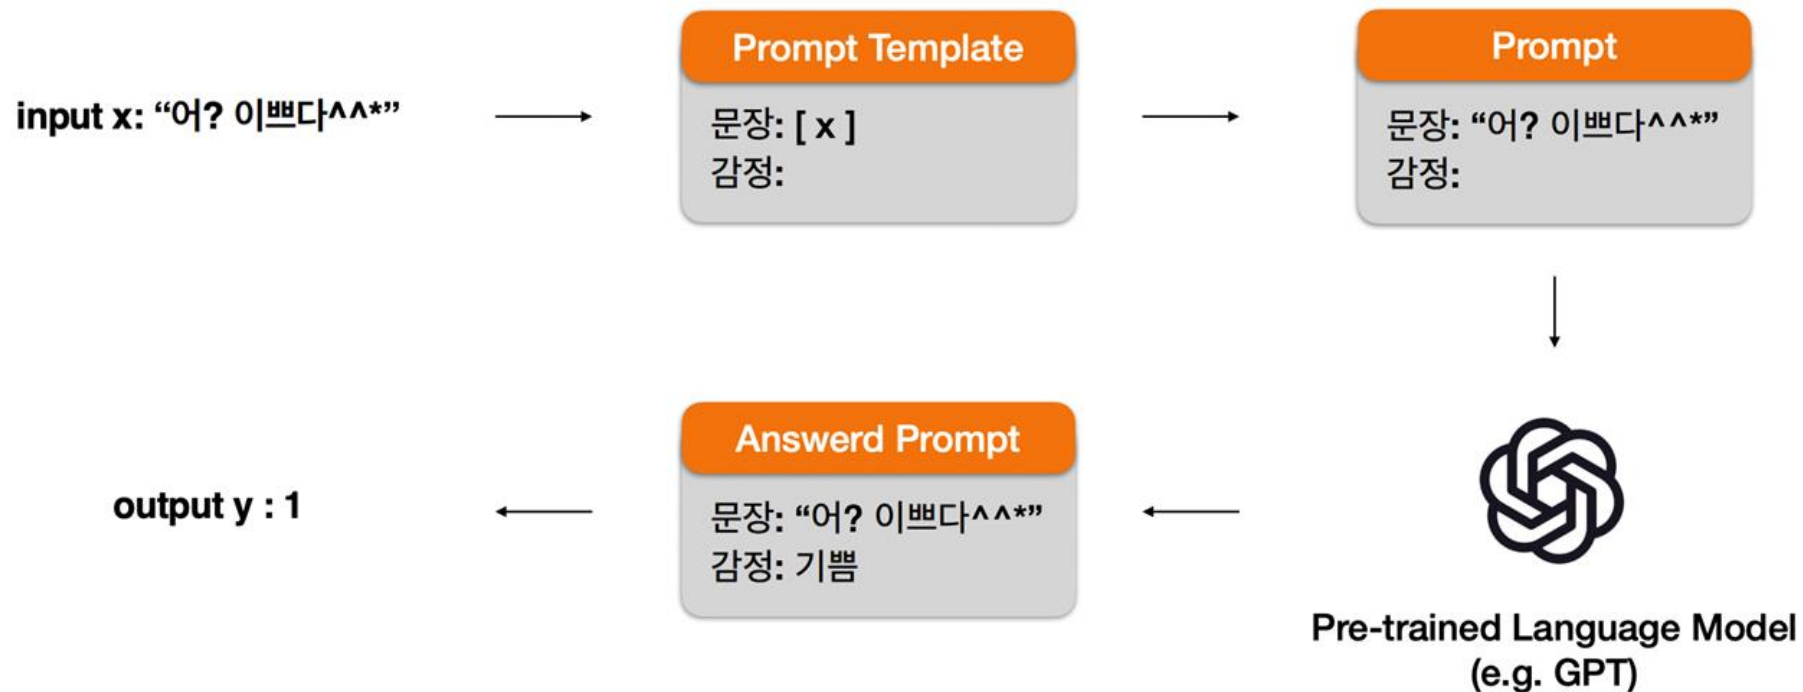 input x: “어? 이쁘다^^*”
Prompt Template
문장: [ x ]
감정:
Prompt
문장: “어? 이쁘다^^*”
감정:
Pre-trained Language Model
(e.g. GPT)
Answerd Prompt
문장: “어? 이쁘다^^*”
감정: 기쁨
output y : 1